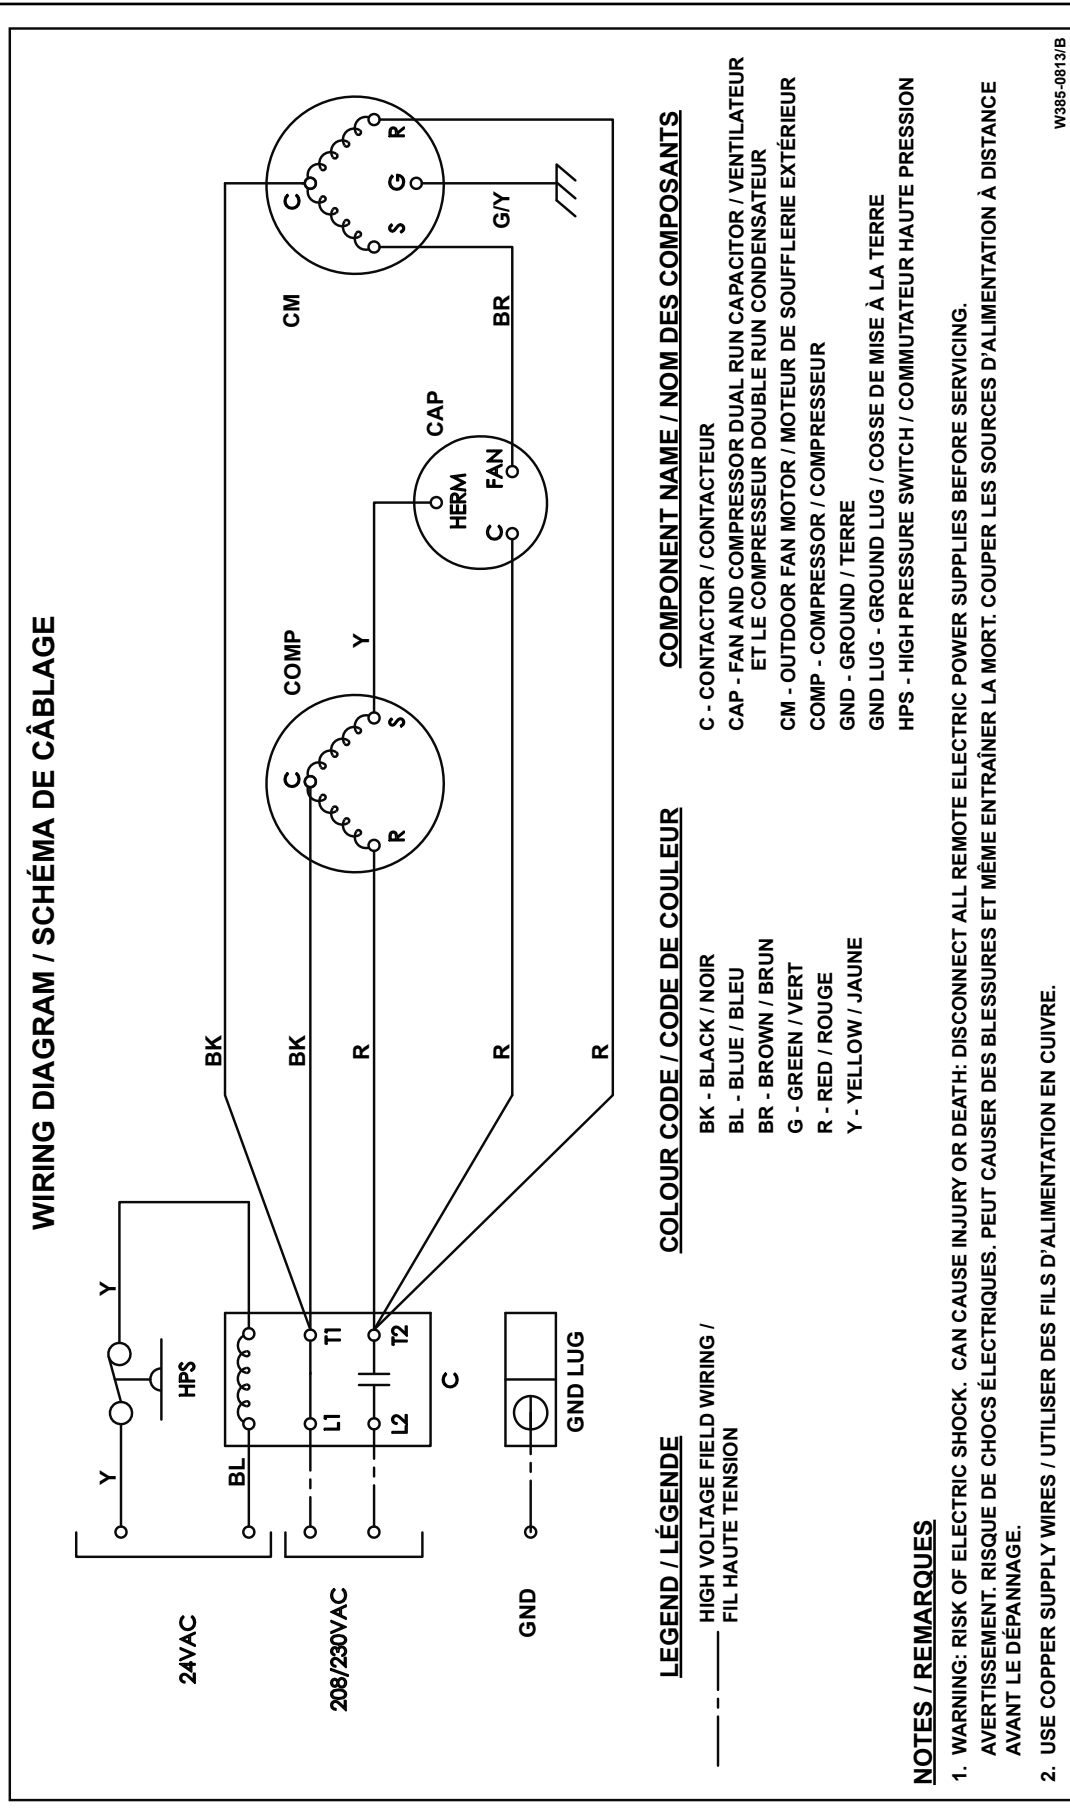 WIRING DIAGRAM / SCHÉMA DE CÂBLAGE
24VAC
Y
HPS
Y
BL
208/230VAC
L1
T1
L2
T2
C
GND
GND LUG
BK
BK
R
R
R
COMP
C
R
S
Y
CAP
HERM
C
FAN
BR
CM
C
S
G
R
G/Y
LEGEND / LÉGENDE
HIGH VOLTAGE FIELD WIRING /
FIL HAUTE TENSION
COLOUR CODE / CODE DE COULEUR
BK - BLACK / NOIR
BL - BLUE / BLEU
BR - BROWN / BRUN
G - GREEN / VERT
R - RED / ROUGE
Y - YELLOW / JAUNE
COMPONENT NAME / NOM DES COMPOSANTS
C - CONTACTOR / CONTACTEUR
CAP - FAN AND COMPRESSOR DUAL RUN CAPACITOR / VENTILATEUR
ET LE COMPRESSEUR DOUBLE RUN CONDENSATEUR
CM - OUTDOOR FAN MOTOR / MOTEUR DE SOUFFLERIE EXTÉRIEUR
COMP - COMPRESSOR / COMPRESSEUR
GND - GROUND / TERRE
GND LUG - GROUND LUG / COSSE DE MISE À LA TERRE
HPS - HIGH PRESSURE SWITCH / COMMUTATEUR HAUTE PRESSION
NOTES / REMARQUES
1. WARNING: RISK OF ELECTRIC SHOCK. CAN CAUSE INJURY OR DEATH: DISCONNECT ALL REMOTE ELECTRIC POWER SUPPLIES BEFORE SERVICING.
AVERTISSEMENT. RISQUE DE CHOCS ÉLECTRIQUES. PEUT CAUSER DES BLESSURES ET MÊME ENTRAÎNER LA MORT. COUPER LES SOURCES D'ALIMENTATION À DISTANCE
AVANT LE DÉPANNAGE.
2. USE COPPER SUPPLY WIRES / UTILISER DES FILS D'ALIMENTATION EN CUIVRE.
W385-0813/B